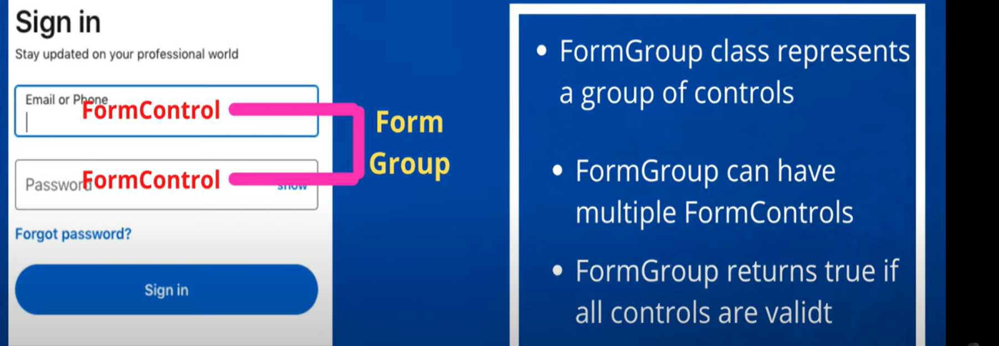 Sign in
Stay updated on your professional world
Email or Phone
FormControl
Password
FormControl
show
Forgot password?
Sign in
Form
Group
• FormGroup class represents
a group of controls
• FormGroup can have
multiple FormControls
• FormGroup returns true if
all controls are validt